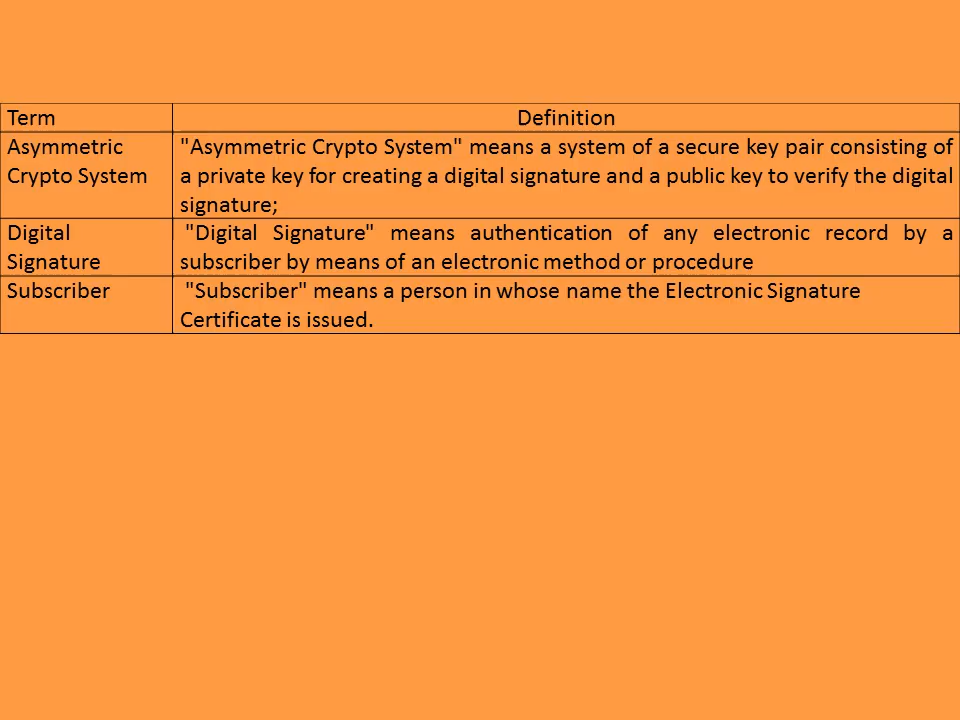 Term
Definition
Asymmetric
Crypto System
"Asymmetric Crypto System" means a system of a secure key pair consisting of
a private key for creating a digital signature and a public key to verify the digital
signature;
Digital
Signature
"Digital Signature" means authentication of any electronic record by a
subscriber by means of an electronic method or procedure
Subscriber
"Subscriber" means a person in whose name the Electronic Signature
Certificate is issued.